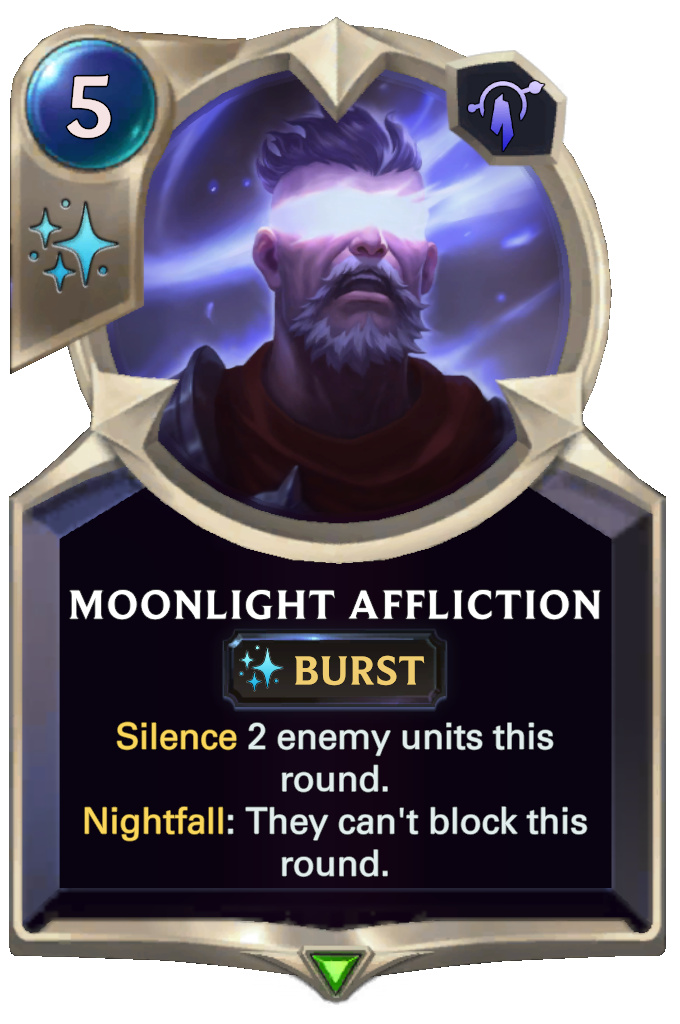 5
MOONLIGHT AFFLICTION
BURST
Silence 2 enemy units this
round.
Nightfall: They can't block this
round.